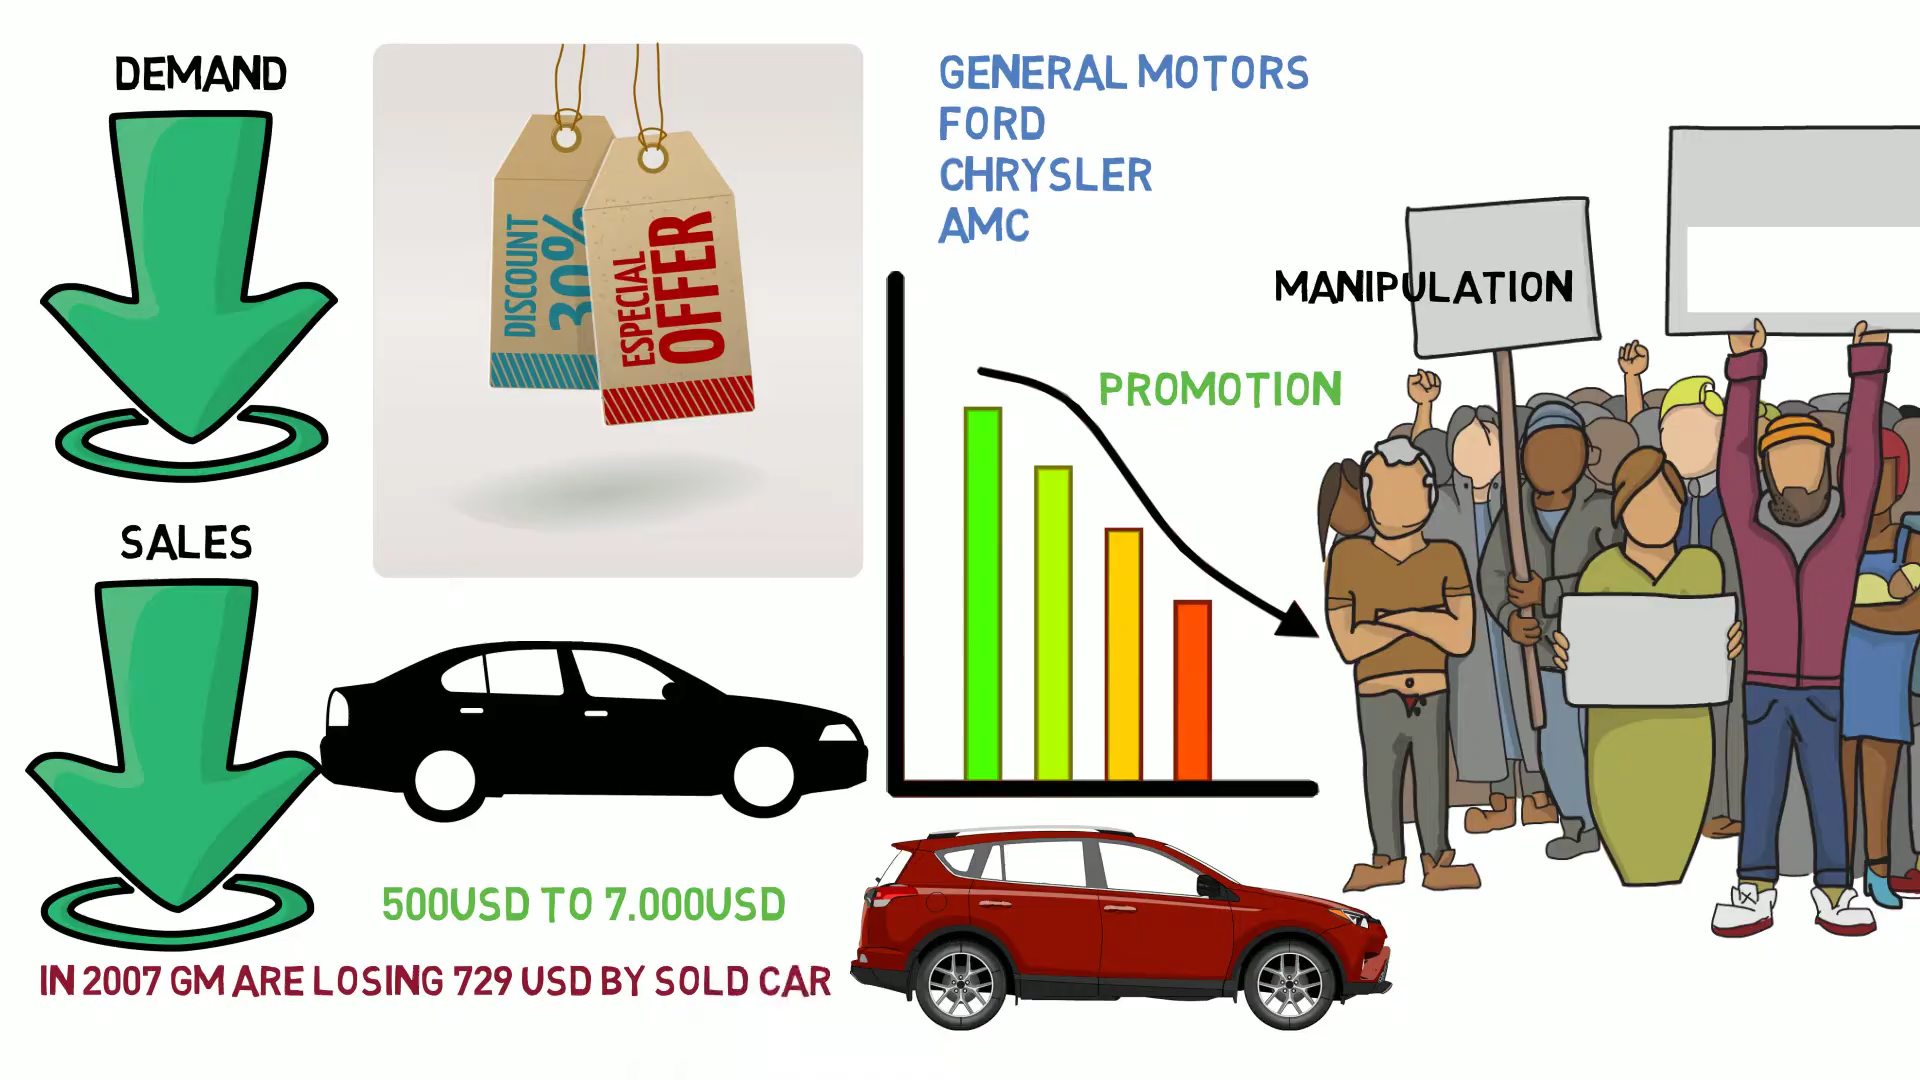 DEMAND
DISCOUNT
30%
ESPECIAL
OFFER
GENERAL MOTORS
FORD
CHRYSLER
AMC
MANIPULATION
PROMOTION
SALES
500USD TO 7.000USD
IN 2007 GM ARE LOSING 729 USD BY SOLD CAR